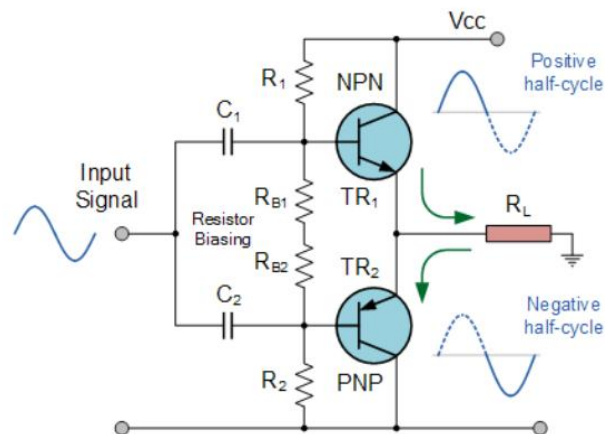 Vcc
Positive
half-cycle
R1
NPN
C1
Input
Signal
TR1
RL
RB1
Resistor
Biasing
RB2
TR2
C2
Negative
half-cycle
R2
PNP